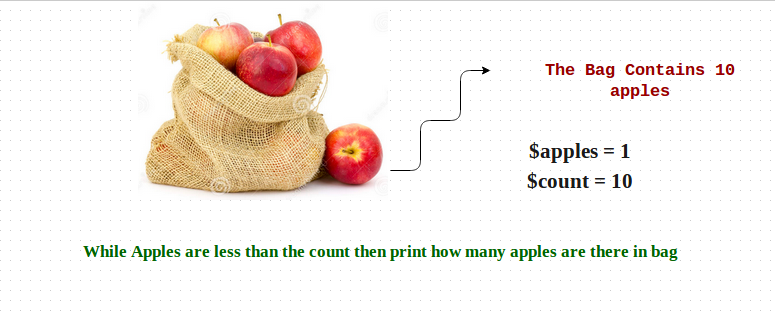 The Bag Contains 10
apples
$apples = 1
$count = 10
While Apples are less than the count then print how many apples are there in bag